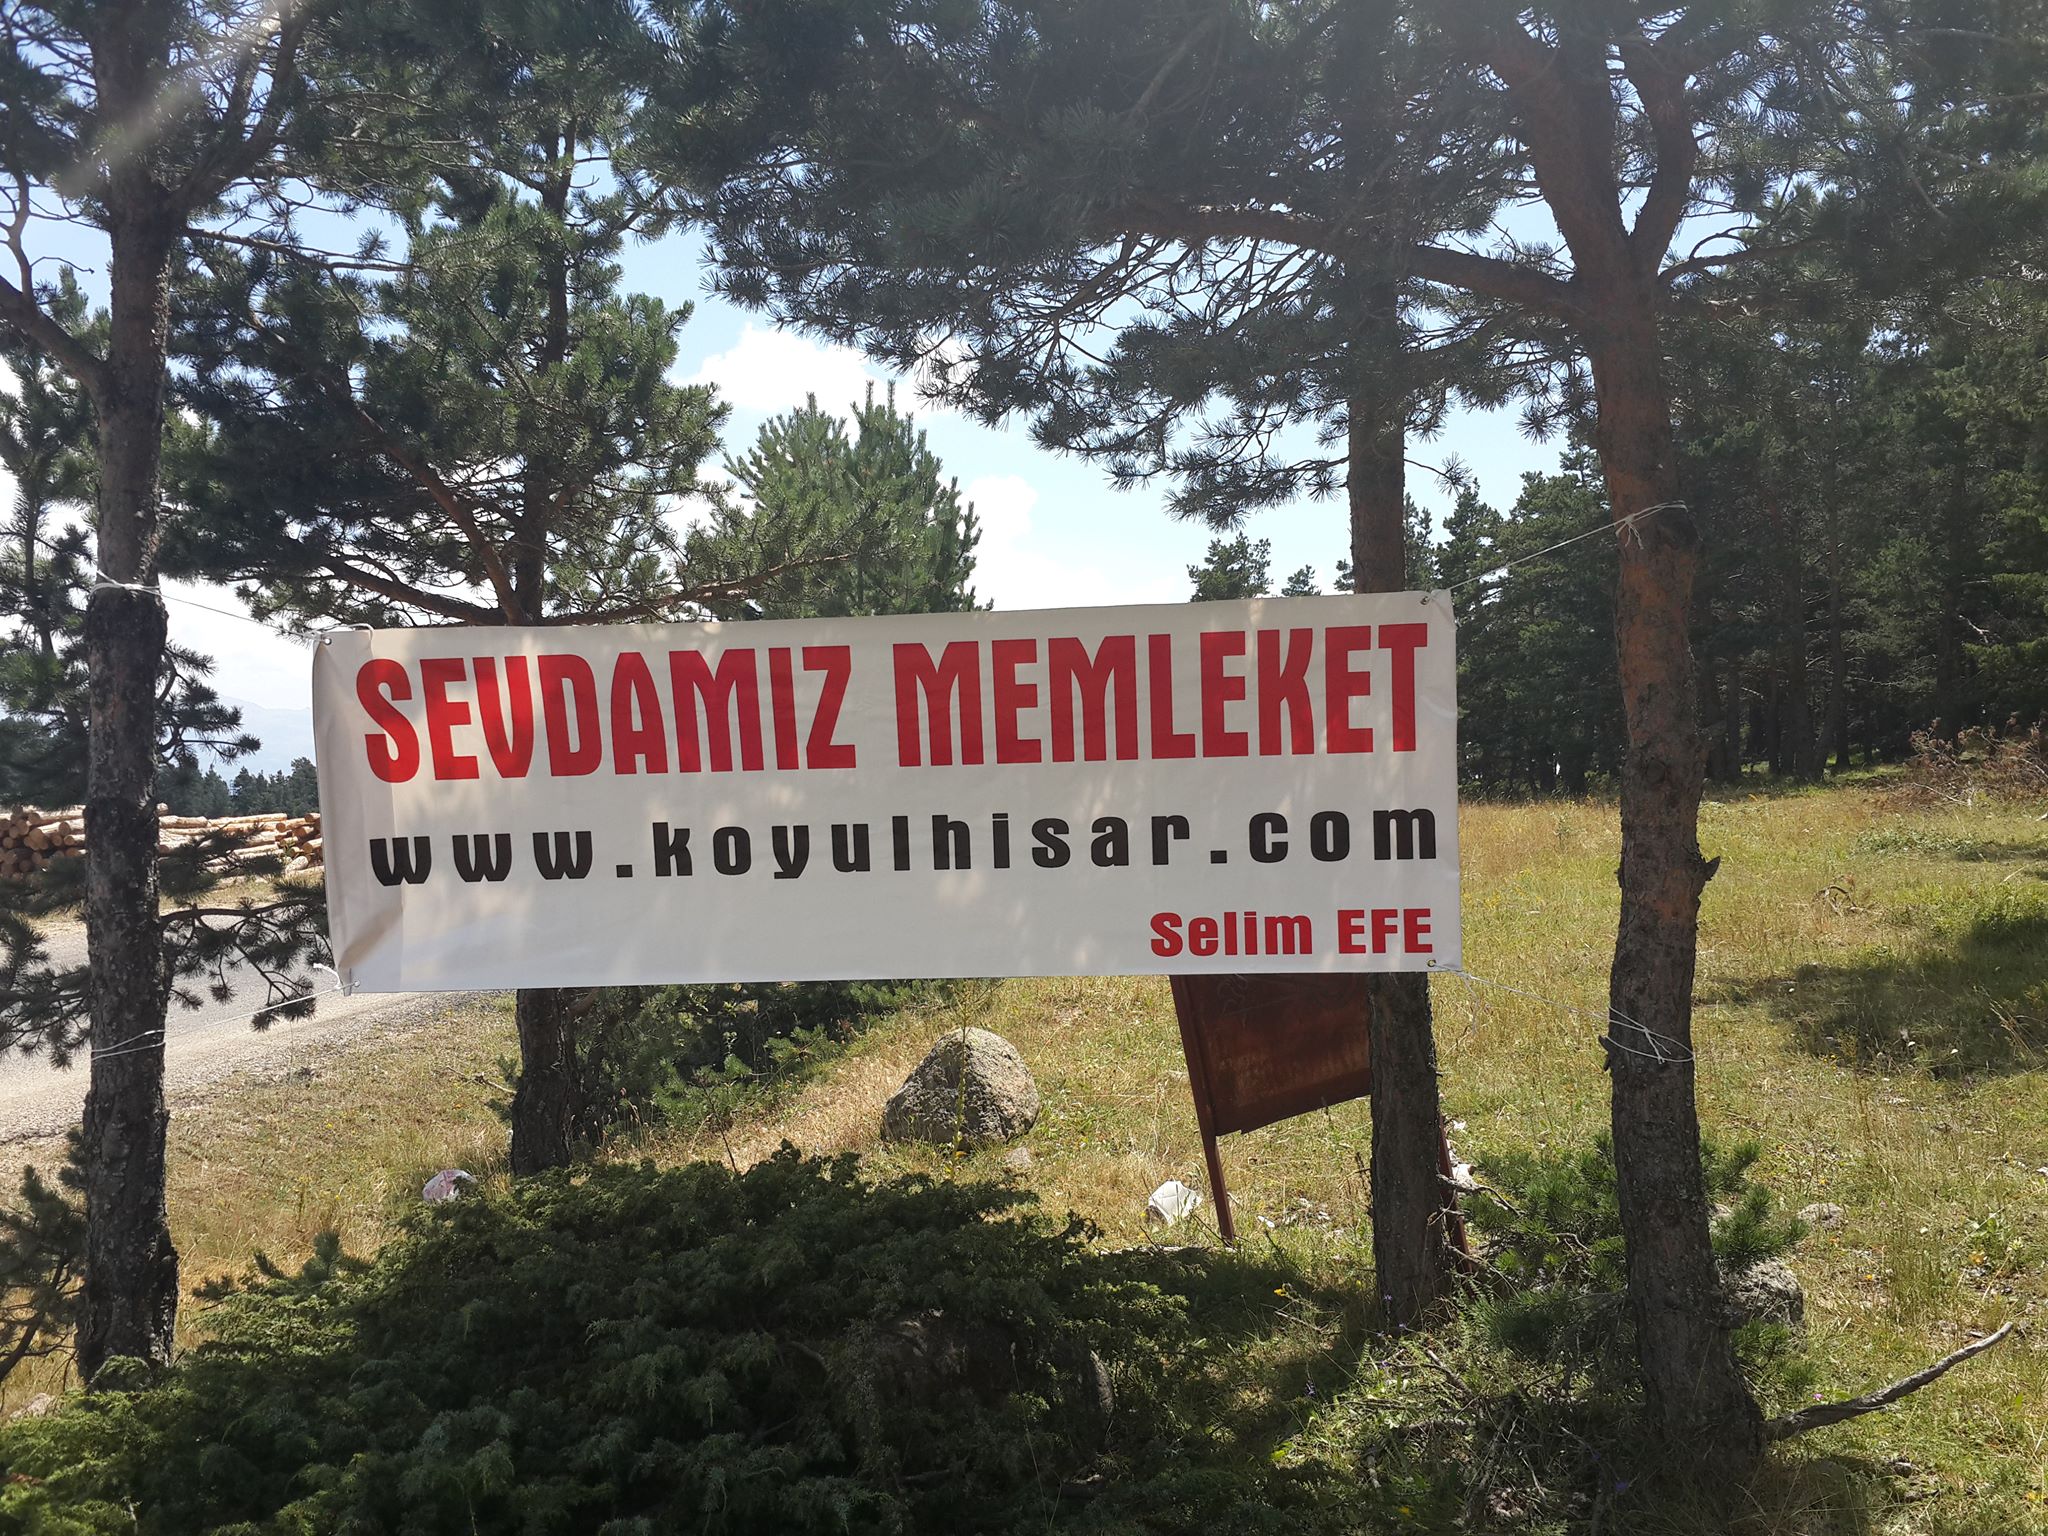 SEVDAMIZ MEMLEKET
www.koyulhisar.com
Selim EFE